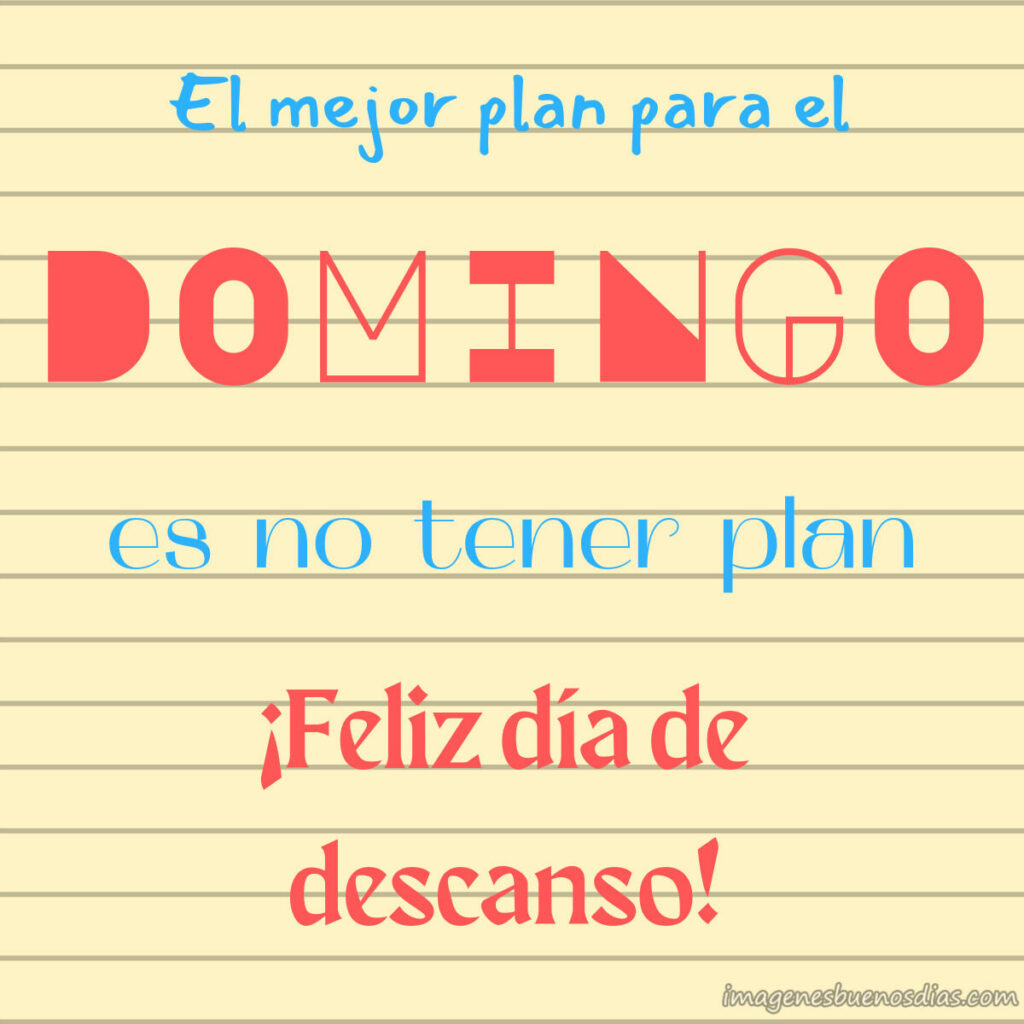 El mejor plan para el
DOMINGO
es no tener plan
¡Feliz día de
descanso!
imagenesbuenosdias.com